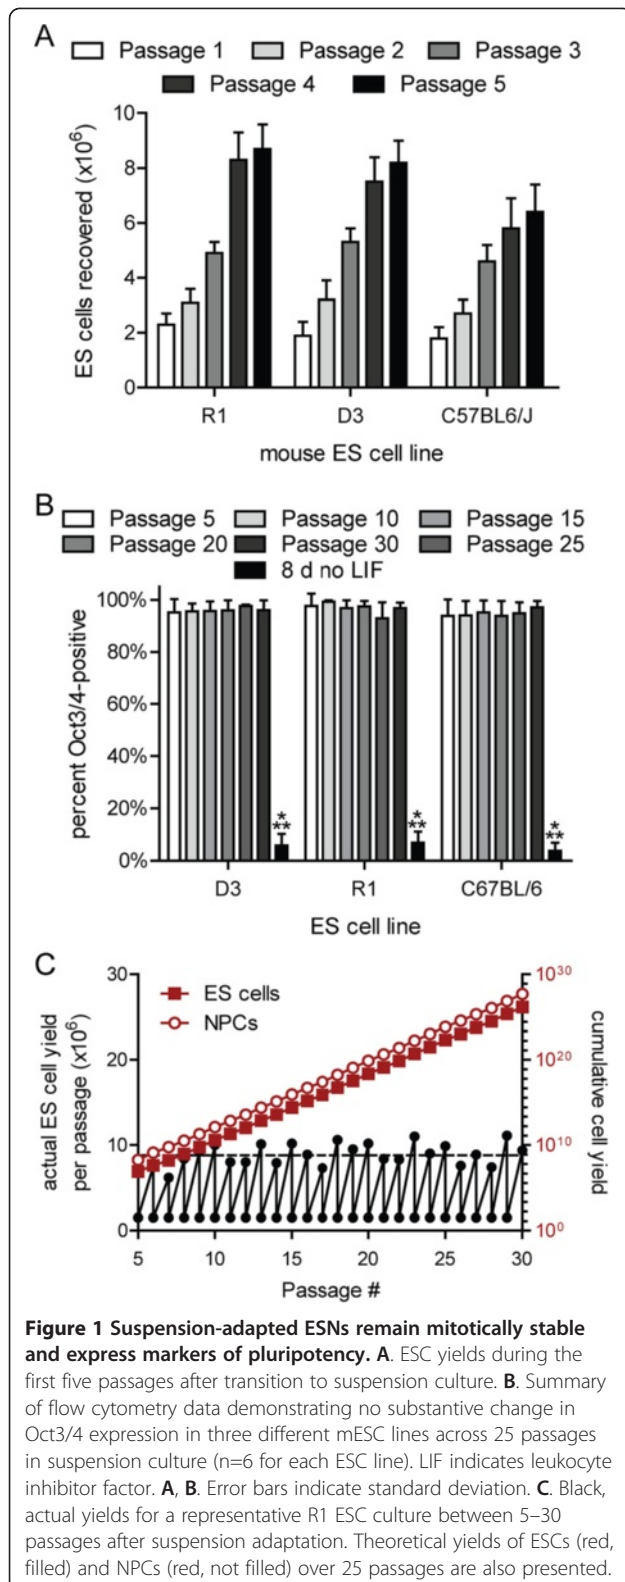 A
Passage 1 Passage 2 Passage 3
Passage 4 Passage 5
ES cells recovered (x10⁶)
10
8
6
4
2
0
R1 D3 C57BL6/J
mouse ES cell line
B
Passage 5 Passage 10 Passage 15
Passage 20 Passage 30 Passage 25
8 d no LIF
percent Oct3/4-positive
100%
80%
60%
40%
20%
0%
*
**
*
**
*
**
D3 R1 C67BL/6
ES cell line
C
ES cells
NPCs
actual ES cell yield
per passage (x10⁶)
30
20
10
0
10³⁰
10²⁰
10¹⁰
10⁰
cumulative cell yield
5 10 15 20 25 30
Passage #
Figure 1 Suspension-adapted ESNs remain mitotically stable
and express markers of pluripotency. A. ESC yields during the
first five passages after transition to suspension culture. B. Summary
of flow cytometry data demonstrating no substantive change in
Oct3/4 expression in three different mESC lines across 25 passages
in suspension culture (n=6 for each ESC line). LIF indicates leukocyte
inhibitor factor. A, B. Error bars indicate standard deviation. C. Black,
actual yields for a representative R1 ESC culture between 5–30
passages after suspension adaptation. Theoretical yields of ESCs (red,
filled) and NPCs (red, not filled) over 25 passages are also presented.